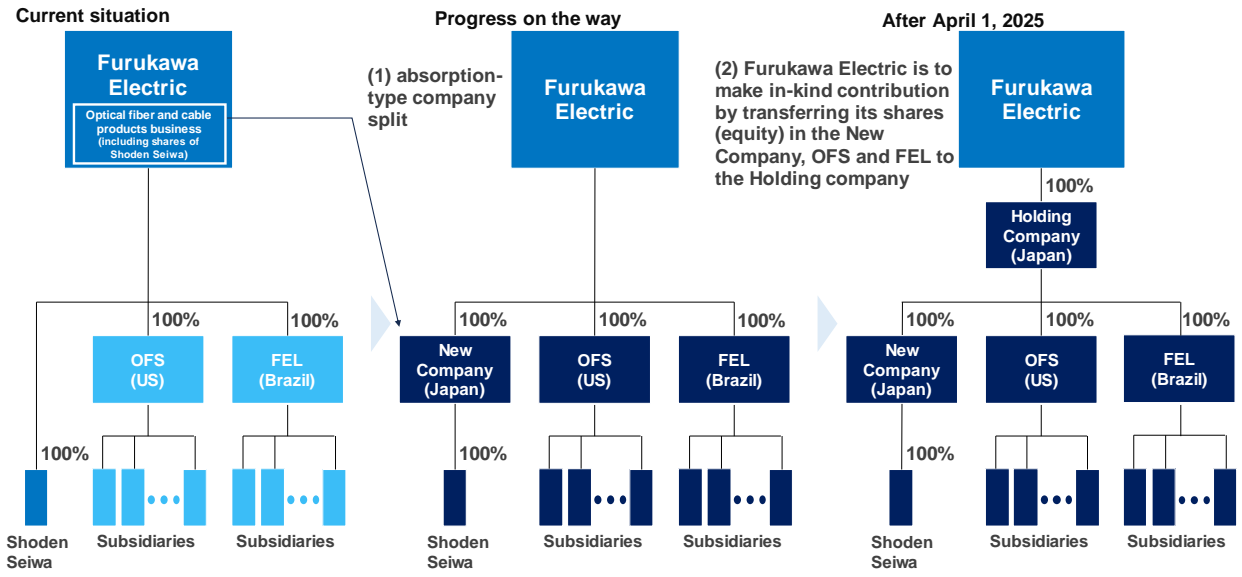 Current situation
Furukawa
Electric
Optical fiber and cable
products business
(including shares of
Shoden Seiwa)
100%
100%
OFS
(US)
FEL
(Brazil)
100%
Shoden
Seiwa
Subsidiaries
Subsidiaries
Progress on the way
(1) absorption-
type company
split
Furukawa
Electric
100%
100%
100%
New
Company
(Japan)
OFS
(US)
FEL
(Brazil)
100%
Shoden
Seiwa
Subsidiaries
Subsidiaries
After April 1, 2025
(2) Furukawa Electric is to
make in-kind contribution
by transferring its shares
(equity) in the New
Company, OFS and FEL to
the Holding company
Furukawa
Electric
100%
Holding
Company
(Japan)
100%
100%
100%
New
Company
(Japan)
OFS
(US)
FEL
(Brazil)
100%
Shoden
Seiwa
Subsidiaries
Subsidiaries